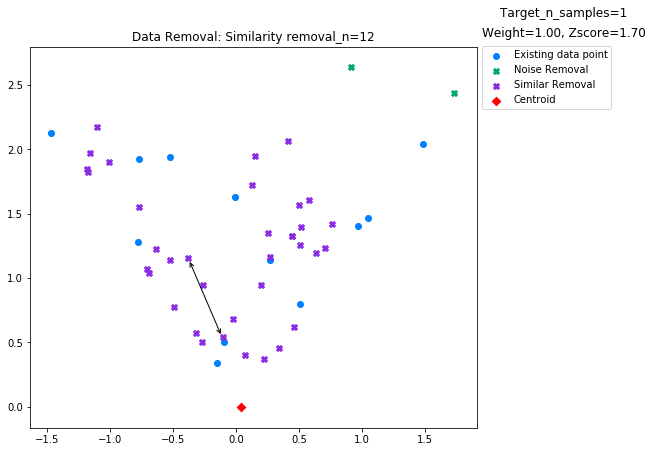 Target_n_samples=1
Weight=1.00, Zscore=1.70
Data Removal: Similarity removal_n=12
Existing data point
Noise Removal
Similar Removal
Centroid
2.5
2.0
1.5
1.0
0.5
0.0
−1.5 −1.0 −0.5 0.0 0.5 1.0 1.5